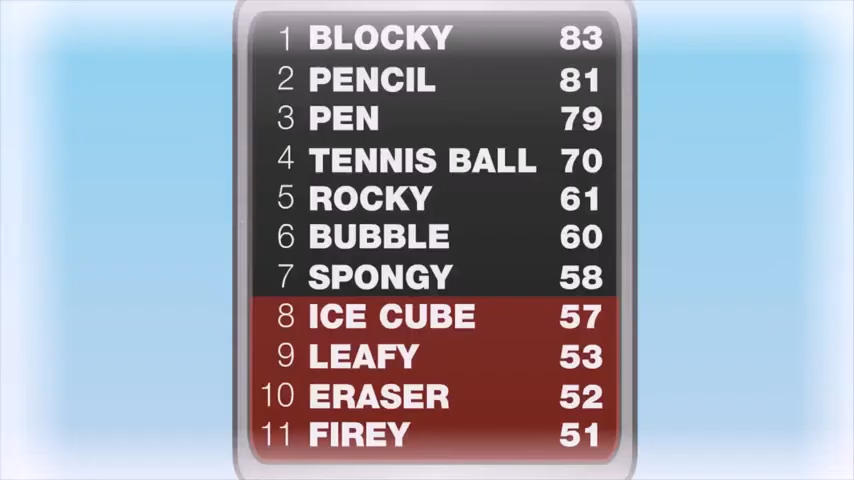 1 BLOCKY 83
2 PENCIL 81
3 PEN 79
4 TENNIS BALL 70
5 ROCKY 61
6 BUBBLE 60
7 SPONGY 58
8 ICE CUBE 57
9 LEAFY 53
10 ERASER 52
11 FIREY 51